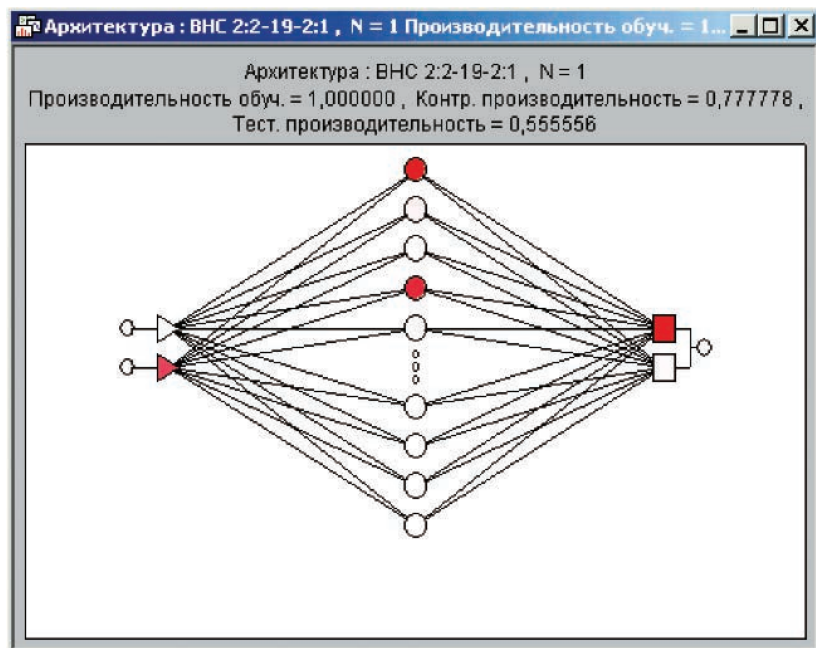 Архитектура : ВНС 2:2-19-2:1 , N = 1 Производительность обуч. = 1...
Архитектура : ВНС 2:2-19-2:1 , N = 1
Производительность обуч. = 1,000000 , Контр. производительность = 0,777778 ,
Тест. производительность = 0,555556